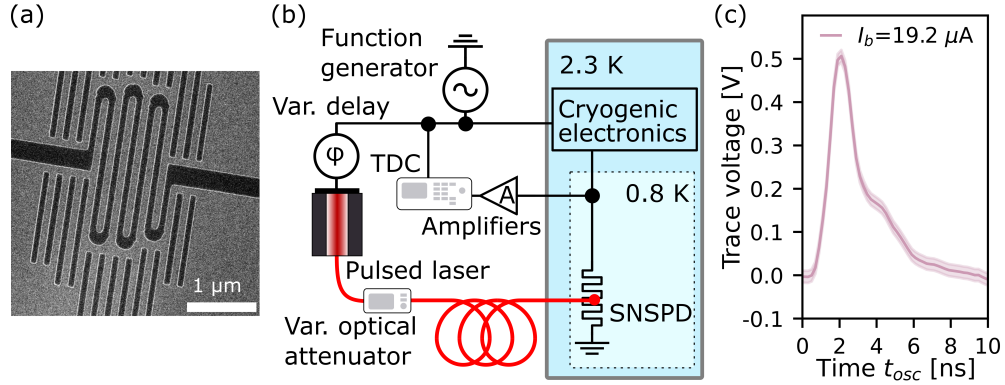 (a)
1 μm
(b)
Function
generator
Var. delay
φ
TDC
A
Amplifiers
Pulsed laser
Var. optical
attenuator
2.3 K
Cryogenic
electronics
0.8 K
SNSPD
(c)
I_b=19.2 μA
Trace voltage [V]
0.5
0.4
0.3
0.2
0.1
0.0
-0.1
0 2 4 6 8 10
Time t_osc [ns]